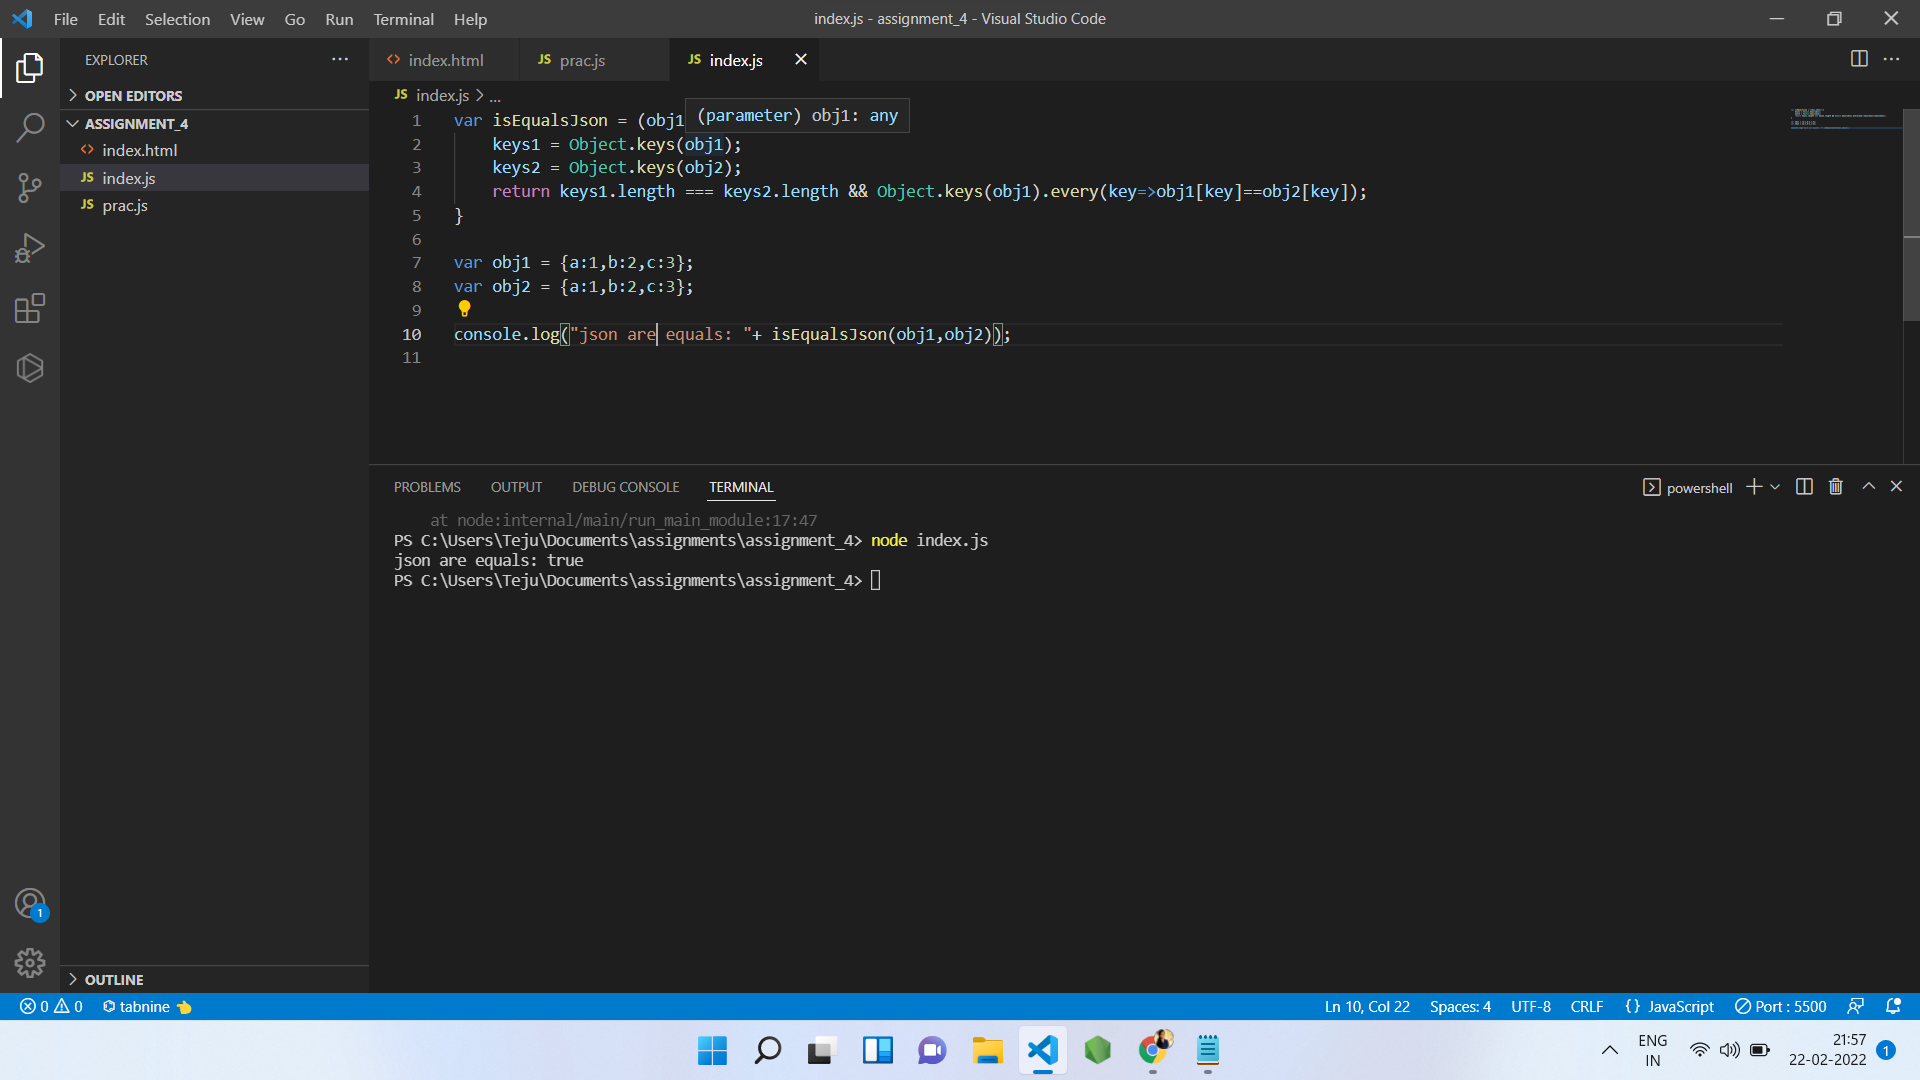 File Edit Selection View Go Run Terminal Help
index.js - assignment_4 - Visual Studio Code
EXPLORER
OPEN EDITORS
ASSIGNMENT_4
index.html
JS index.js
JS prac.js
OUTLINE
index.html JS prac.js JS index.js
JS index.js > ...
(parameter) obj1: any
1 var isEqualsJson = (obj1
2 keys1 = Object.keys(obj1);
3 keys2 = Object.keys(obj2);
4 return keys1.length === keys2.length && Object.keys(obj1).every(key=>obj1[key]==obj2[key]);
5 }
6
7 var obj1 = {a:1,b:2,c:3};
8 var obj2 = {a:1,b:2,c:3};
9
10 console.log("json are equals: "+ isEqualsJson(obj1,obj2));
11
PROBLEMS OUTPUT DEBUG CONSOLE TERMINAL
powershell
at node:internal/main/run_main_module:17:47
PS C:\Users\Teju\Documents\assignments\assignment_4> node index.js
json are equals: true
PS C:\Users\Teju\Documents\assignments\assignment_4>
1
0 0 tabnine
Ln 10, Col 22 Spaces: 4 UTF-8 CRLF {} JavaScript Port : 5500
ENG
IN
21:57
22-02-2022
1